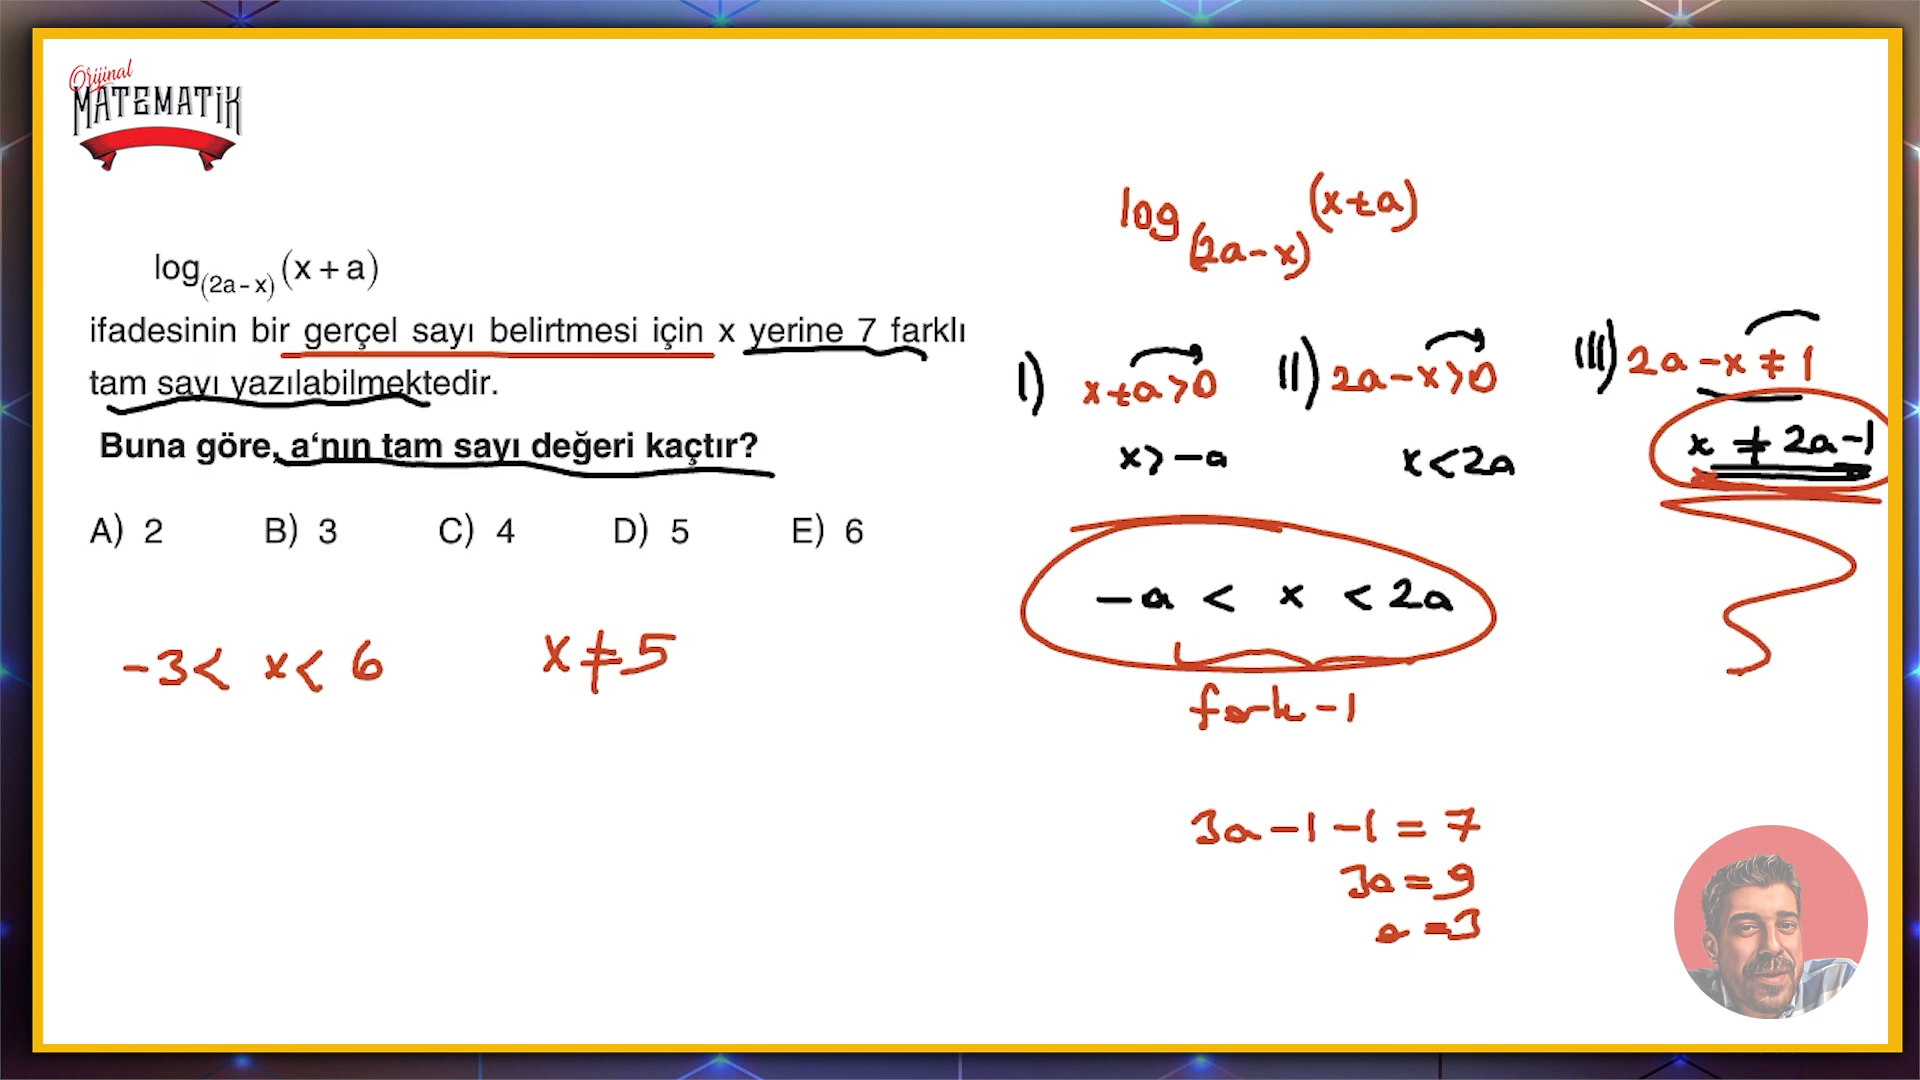 Orijinal
MATEMATİK
log(2a-x) (x+a)
ifadesinin bir gerçel sayı belirtmesi için x yerine 7 farklı
tam sayı yazılabilmektedir.
Buna göre, a‘nın tam sayı değeri kaçtır?
A) 2 B) 3 C) 4 D) 5 E) 6
-3 < x < 6 x ≠ 5
log (2a-x) (x+a)
I) x+a>0 II) 2a-x>0 III) 2a-x≠1
x>-a x<2a x≠2a-1
-a < x < 2a
fark-1
3a-1-1=7
3a=9
a=3